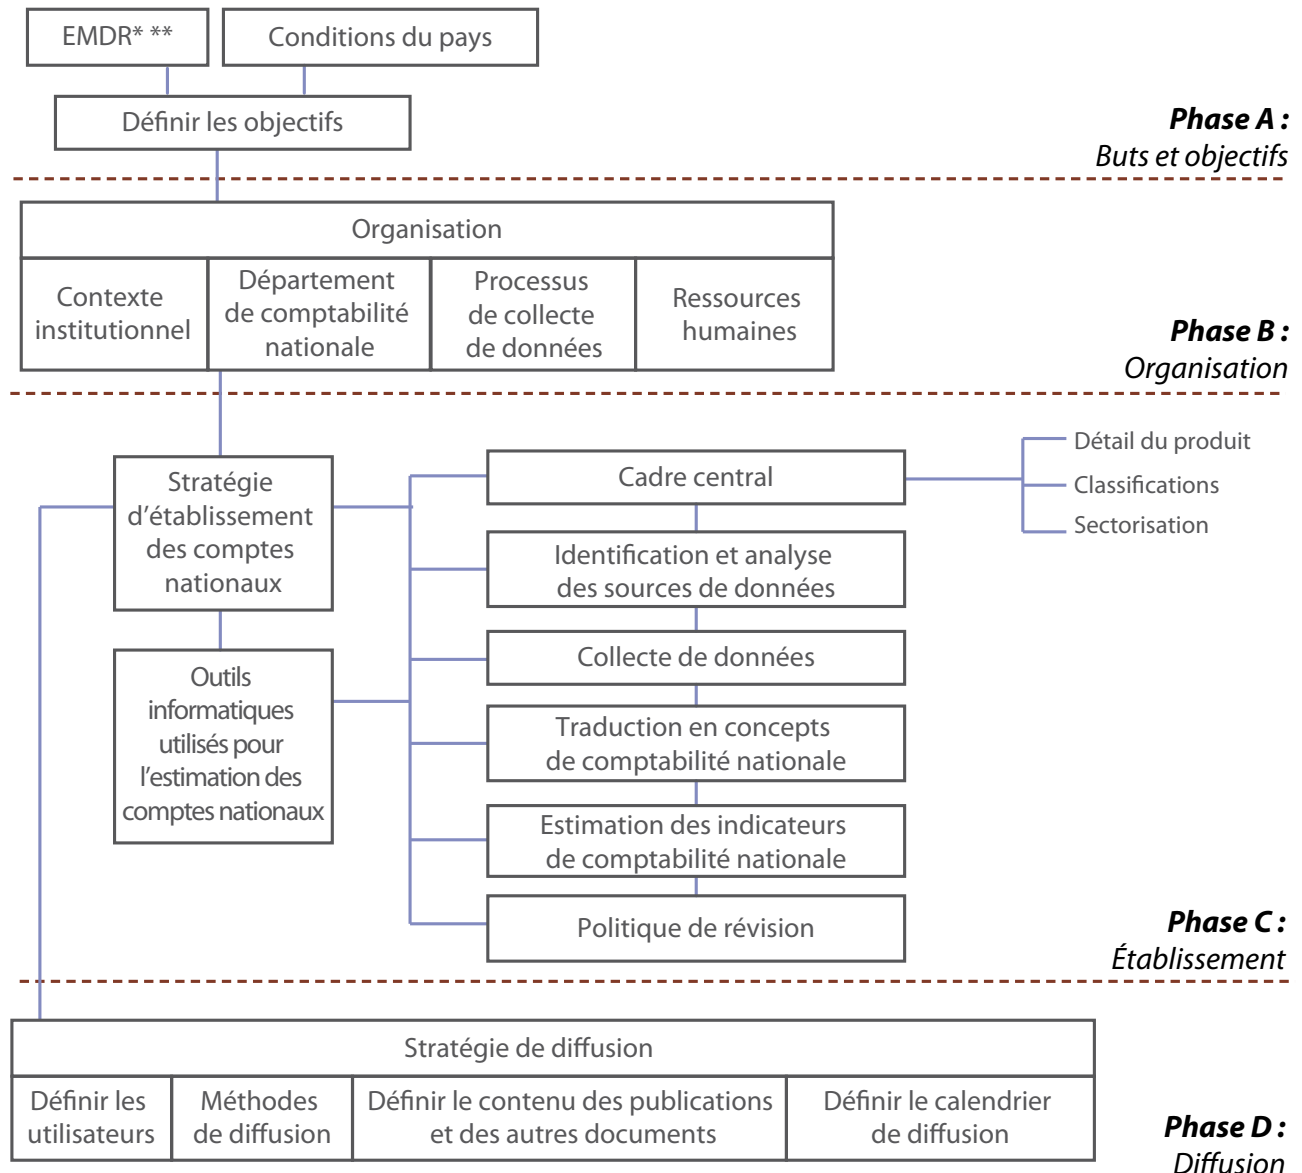 EMDR* **
Conditions du pays
Définir les objectifs
Phase A :
Buts et objectifs
Organisation
Contexte
institutionnel
Département
de comptabilité
nationale
Processus
de collecte
de données
Ressources
humaines
Phase B :
Organisation
Stratégie
d'établissement
des comptes
nationaux
Cadre central
Détail du produit
Classifications
Sectorisation
Identification et analyse
des sources de données
Outils
informatiques
utilisés pour
l'estimation des
comptes nationaux
Collecte de données
Traduction en concepts
de comptabilité nationale
Estimation des indicateurs
de comptabilité nationale
Politique de révision
Phase C :
Établissement
Stratégie de diffusion
Définir les
utilisateurs
Méthodes
de diffusion
Définir le contenu des publications
et des autres documents
Définir le calendrier
de diffusion
Phase D :
Diffusion